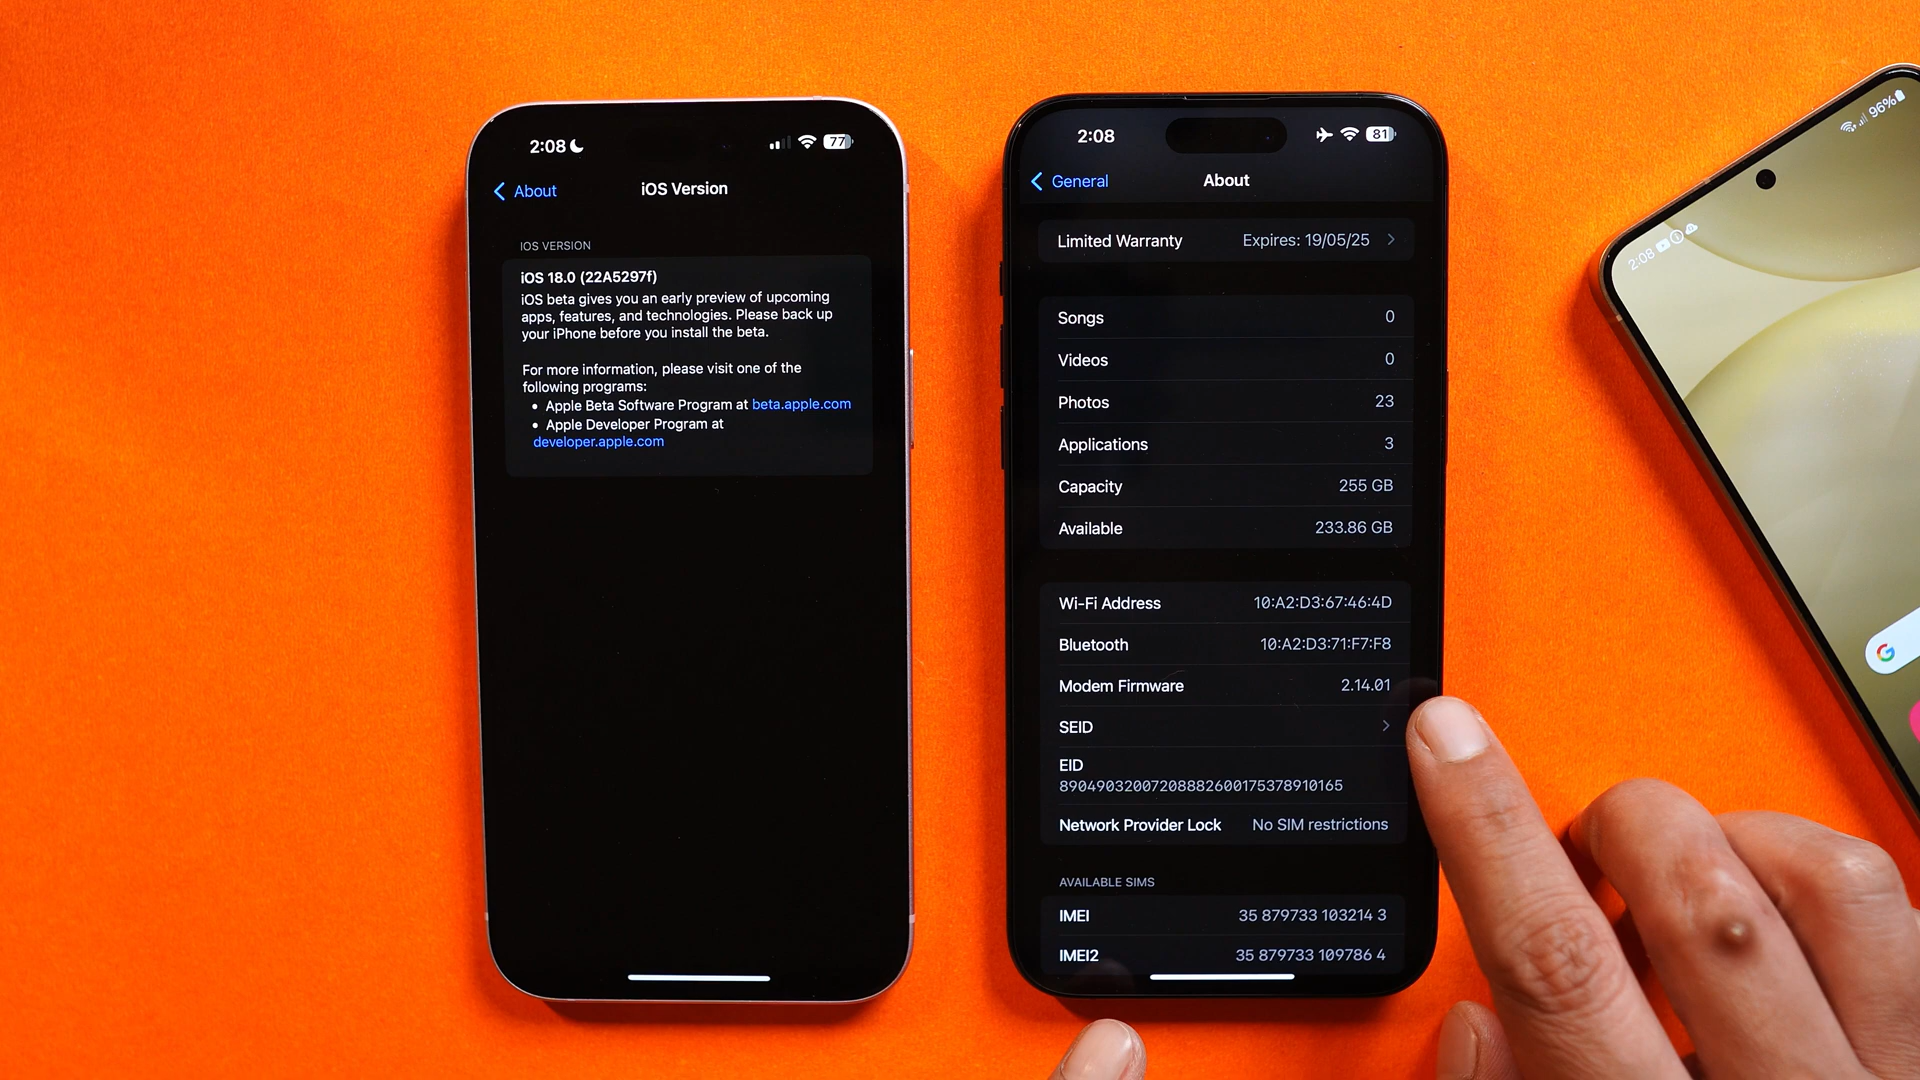 2:08
77
About
iOS Version
IOS VERSION
iOS 18.0 (22A5297f)
iOS beta gives you an early preview of upcoming
apps, features, and technologies. Please back up
your iPhone before you install the beta.
For more information, please visit one of the
following programs:
• Apple Beta Software Program at beta.apple.com
• Apple Developer Program at
developer.apple.com
2:08
81
General
About
Limited Warranty Expires: 19/05/25
Songs 0
Videos 0
Photos 23
Applications 3
Capacity 255 GB
Available 233.86 GB
Wi-Fi Address 10:A2:D3:67:46:4D
Bluetooth 10:A2:D3:71:F7:F8
Modem Firmware 2.14.01
SEID
EID
89049032007208882600175378910165
Network Provider Lock No SIM restrictions
AVAILABLE SIMS
IMEI 35 879733 103214 3
IMEI2 35 879733 109786 4
2:08
96%
G